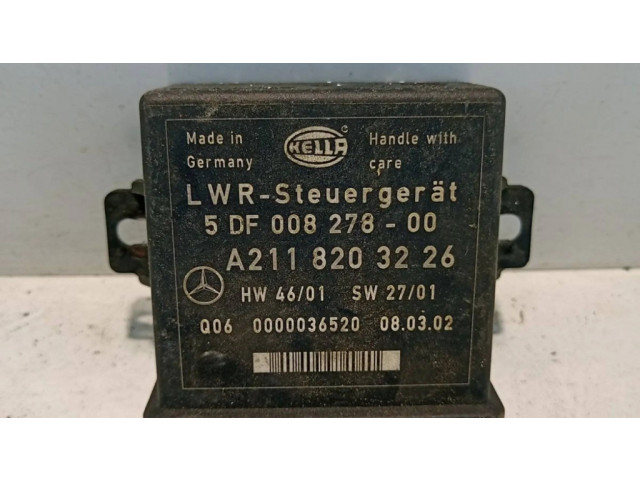 Made in
Germany
HELLA
Handle with
care
LWR-Steuergerät
5 DF 008 278 - 00
A211 820 32 26
HW 46/01 SW 27/01
Q06 0000036520 08.03.02